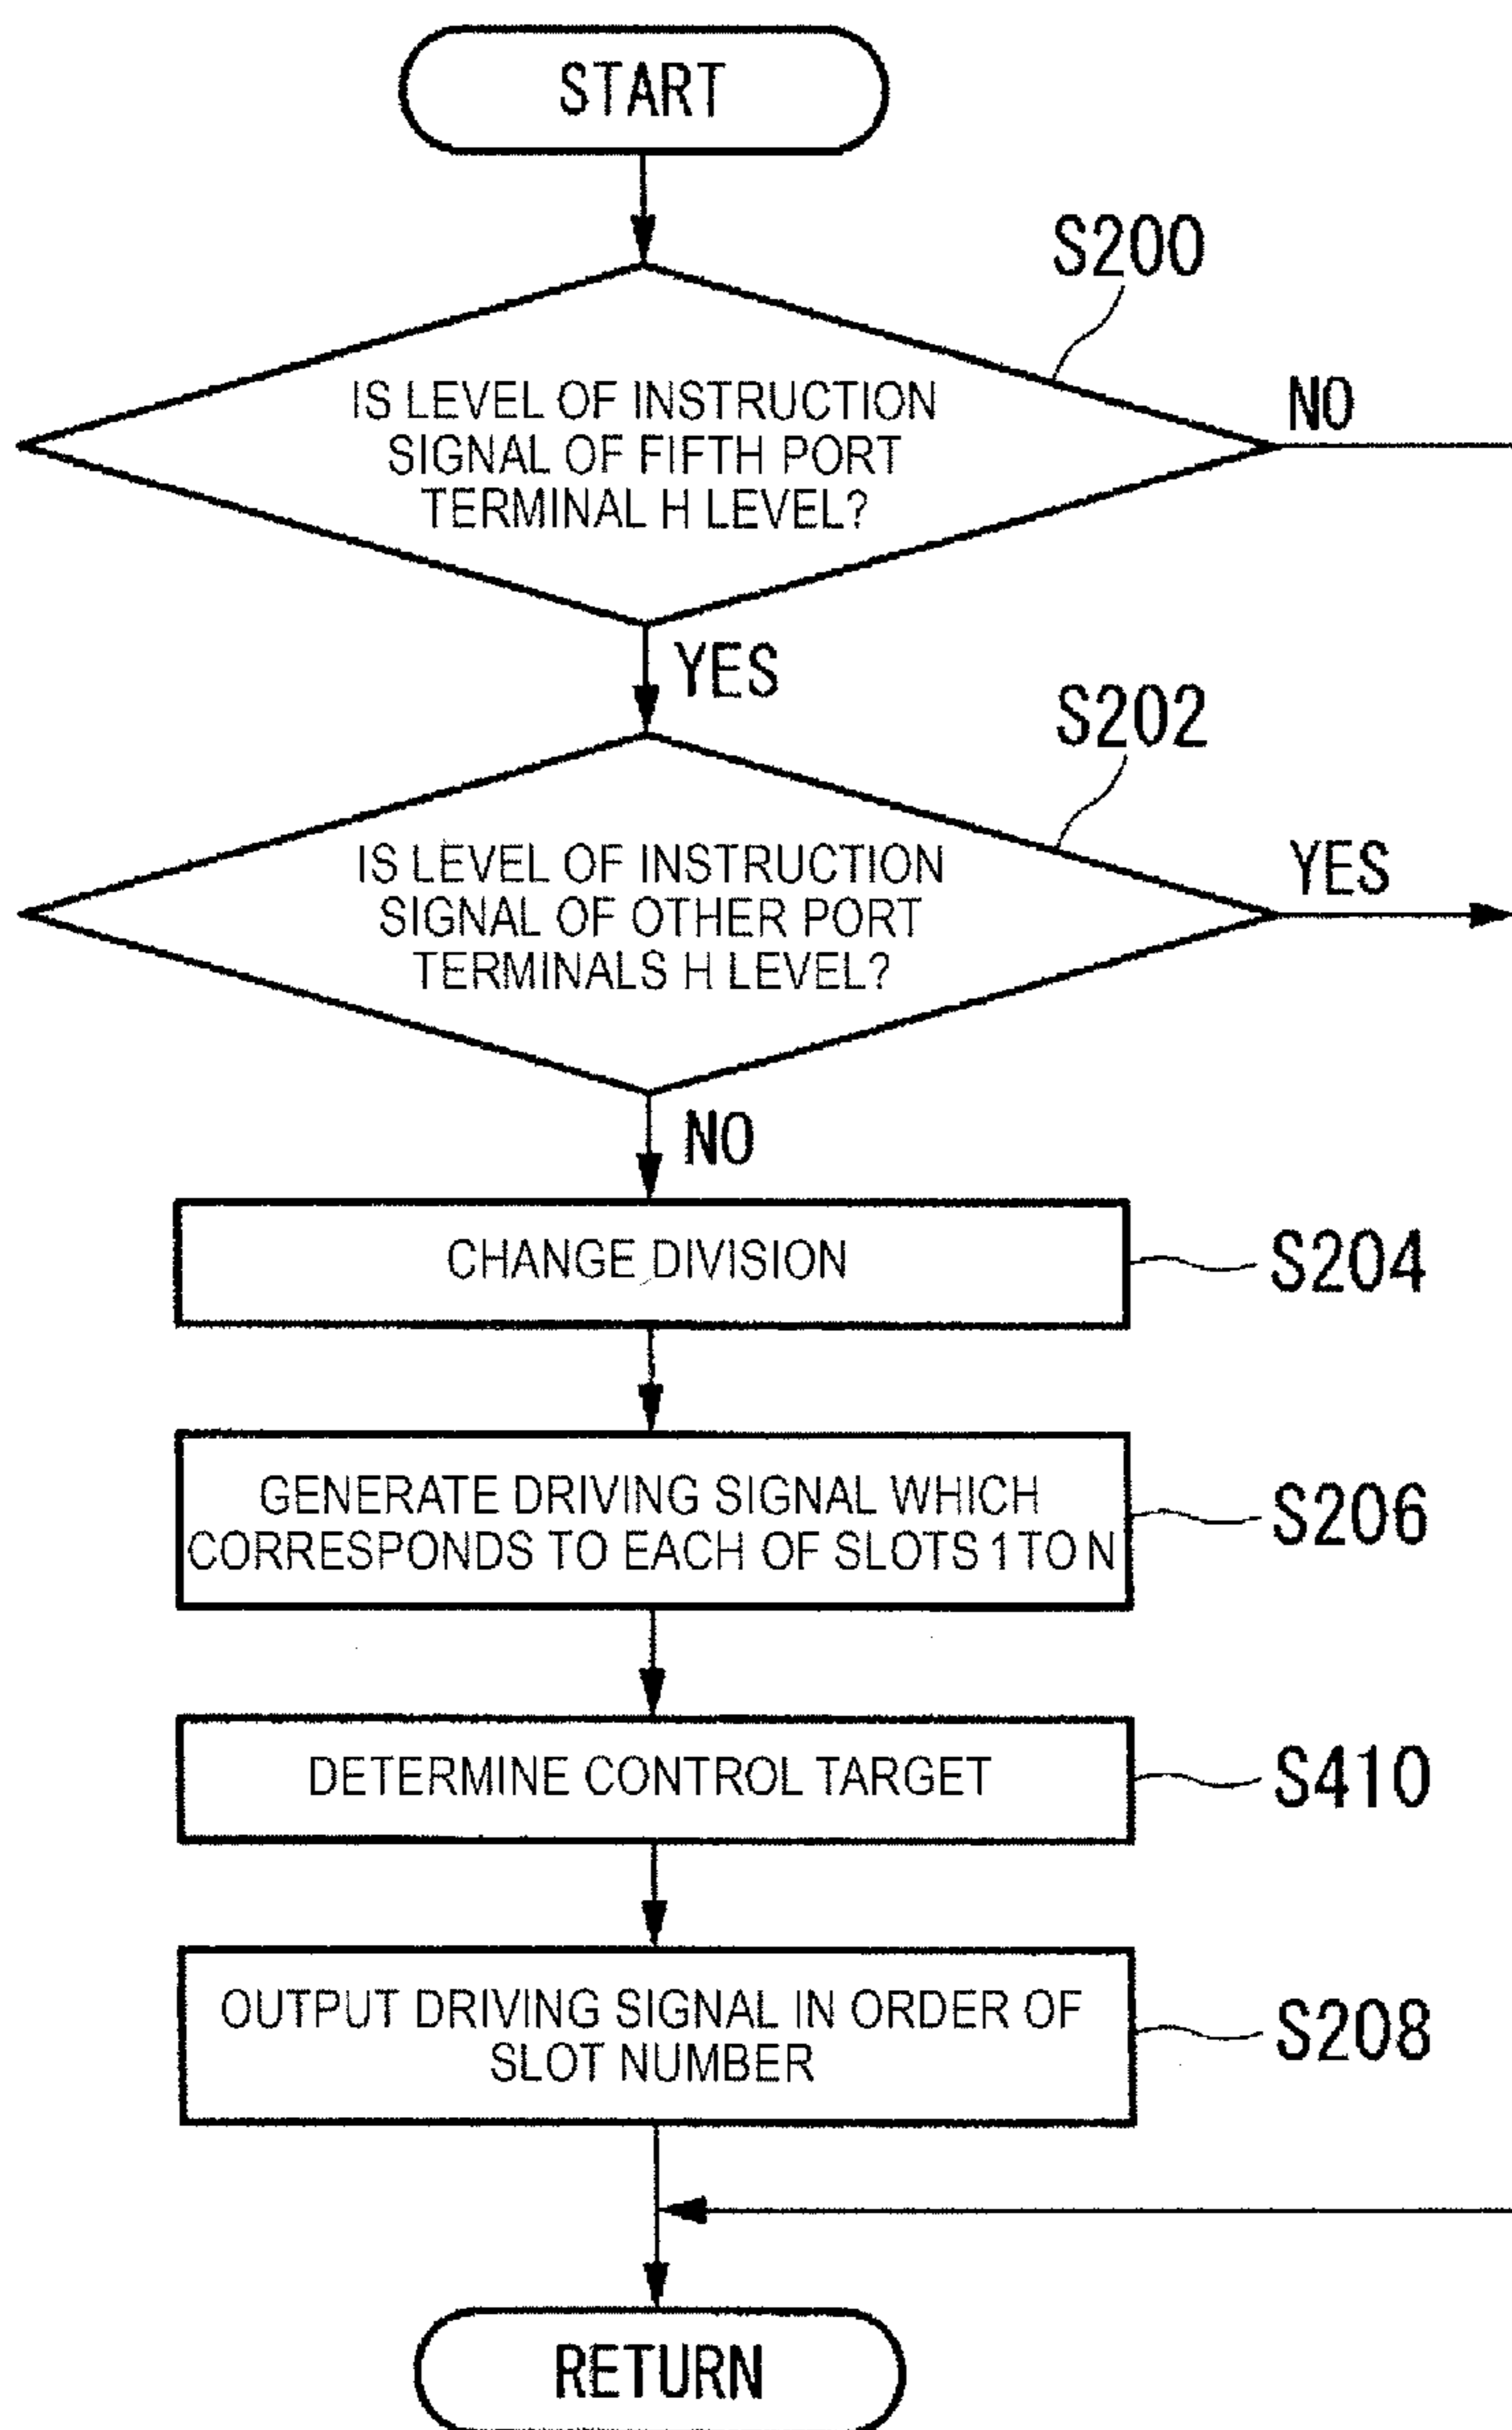 START
S200
IS LEVEL OF INSTRUCTION
SIGNAL OF FIFTH PORT
TERMINAL H LEVEL?
NO
YES
S202
IS LEVEL OF INSTRUCTION
SIGNAL OF OTHER PORT
TERMINALS H LEVEL?
YES
NO
CHANGE DIVISION
S204
GENERATE DRIVING SIGNAL WHICH
CORRESPONDS TO EACH OF SLOTS 1 TO N
S206
DETERMINE CONTROL TARGET
S410
OUTPUT DRIVING SIGNAL IN ORDER OF
SLOT NUMBER
S208
RETURN